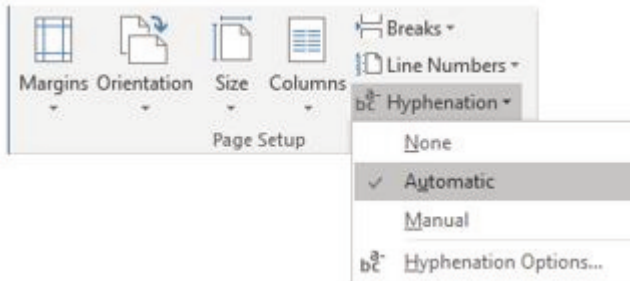 Breaks
Line Numbers
Margins Orientation Size Columns
Hyphenation
Page Setup
None
Automatic
Manual
Hyphenation Options...